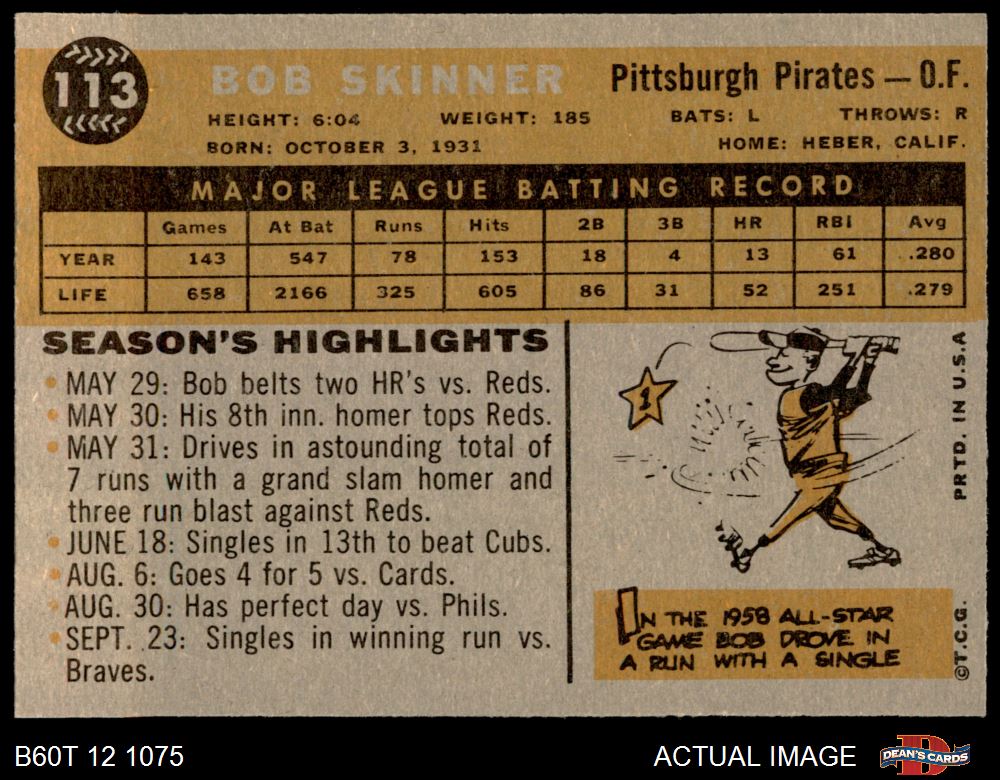 113
BOB SKINNER
Pittsburgh Pirates — O.F.
HEIGHT: 6:04 WEIGHT: 185 BATS: L THROWS: R
BORN: OCTOBER 3, 1931 HOME: HEBER, CALIF.
MAJOR LEAGUE BATTING RECORD
Games At Bat Runs Hits 2B 3B HR RBI Avg
YEAR 143 547 78 153 18 4 13 61 .280
LIFE 658 2166 325 605 86 31 52 251 .279
SEASON'S HIGHLIGHTS
• MAY 29: Bob belts two HR's vs. Reds.
• MAY 30: His 8th inn. homer tops Reds.
• MAY 31: Drives in astounding total of
7 runs with a grand slam homer and
three run blast against Reds.
• JUNE 18: Singles in 13th to beat Cubs.
• AUG. 6: Goes 4 for 5 vs. Cards.
• AUG. 30: Has perfect day vs. Phils.
• SEPT. 23: Singles in winning run vs.
Braves.
1
IN THE 1958 ALL-STAR
GAME BOB DROVE IN
A RUN WITH A SINGLE
PRTD. IN U.S.A
©T.C.G.
B60T 12 1075
ACTUAL IMAGE
DEAN'S CARDS